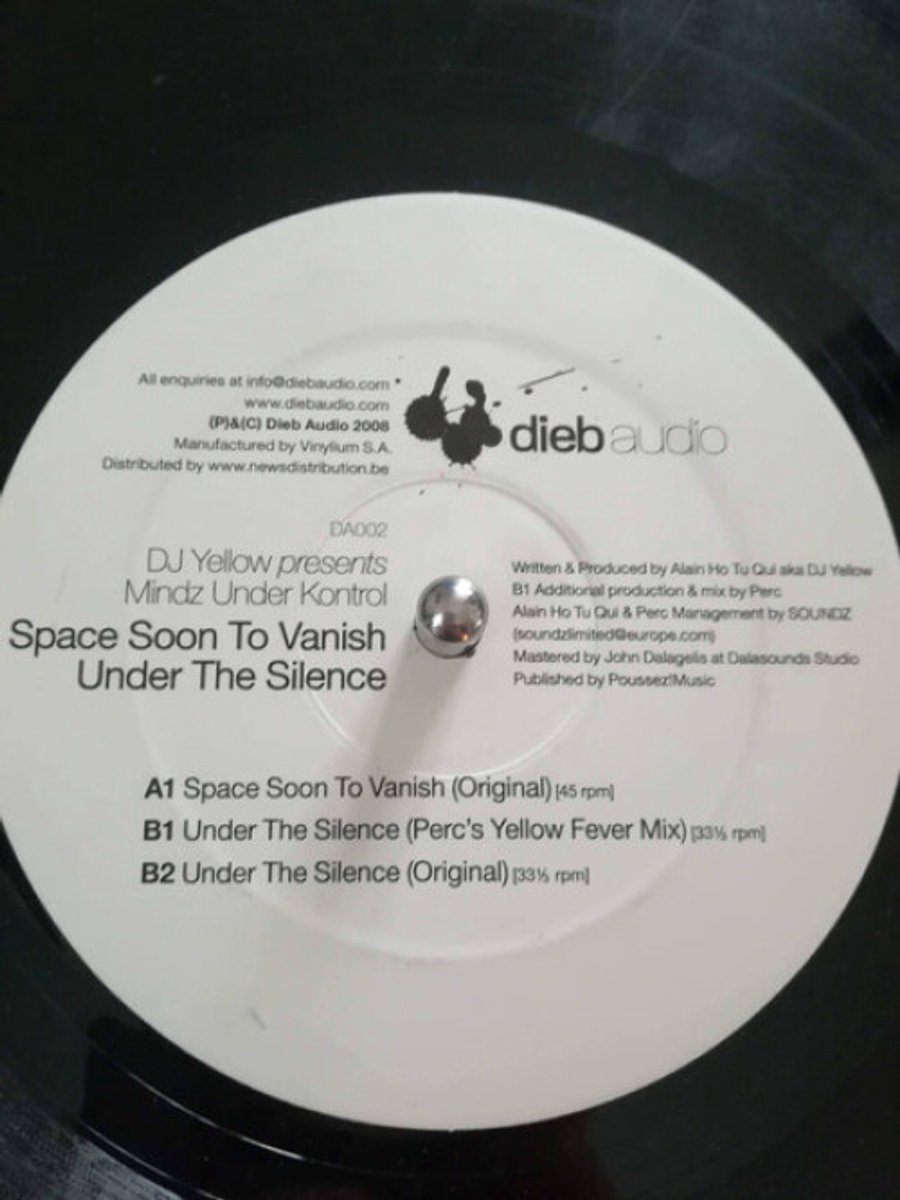 All enquiries at info@diebaudio.com
www.diebaudio.com
(P)&(C) Dieb Audio 2008
Manufactured by Vinylium S.A.
Distributed by www.newsdistribution.be
dieb audio
DA002
DJ Yellow presents
Mindz Under Kontrol
Space Soon To Vanish
Under The Silence
Written & Produced by Alain Ho Tu Qui aka DJ Yellow
B1 Additional production & mix by Perc
Alain Ho Tu Qui & Perc Management by SOUNDZ
(soundzlimited@europe.com)
Mastered by John Dalagelis at Dalasounds Studio
Published by Poussez!Music
A1 Space Soon To Vanish (Original) [45 rpm]
B1 Under The Silence (Perc's Yellow Fever Mix) [33⅓ rpm]
B2 Under The Silence (Original) [33⅓ rpm]